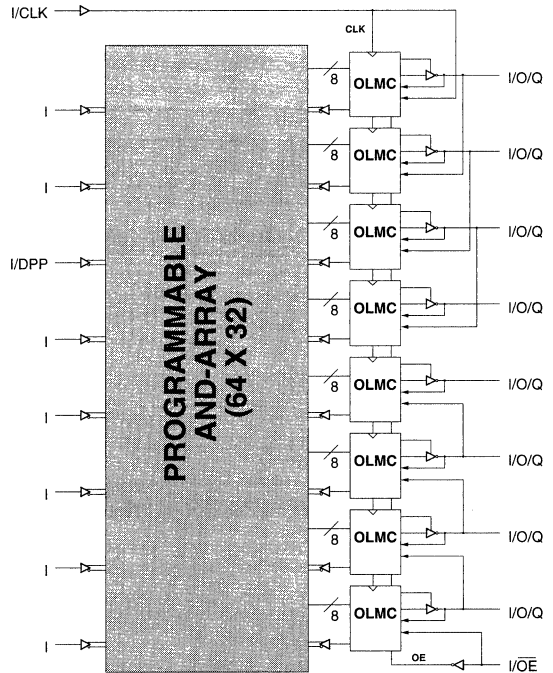 I/CLK
CLK
8 OLMC I/O/Q
I
8 OLMC I/O/Q
I
8 OLMC I/O/Q
I/DPP
8 OLMC I/O/Q
I
8 OLMC I/O/Q
I
8 OLMC I/O/Q
I
8 OLMC I/O/Q
I
8 OLMC I/O/Q
I
OE I/O̅E̅
PROGRAMMABLE
AND-ARRAY
(64 X 32)